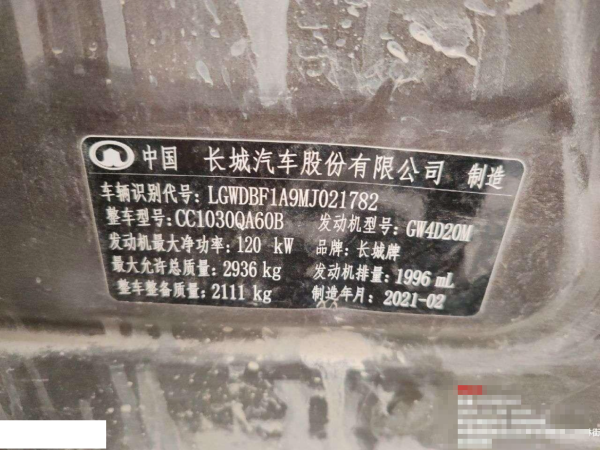 中国 长城汽车股份有限公司 制造
车辆识别代号: LGWDBF1A9MJ021782
整车型号: CC1030QA60B 发动机型号: GW4D20M
发动机最大净功率: 120 kW 品牌: 长城牌
最大允许总质量: 2936 kg 发动机排量: 1996 mL
整车整备质量: 2111 kg 制造年月: 2021-02